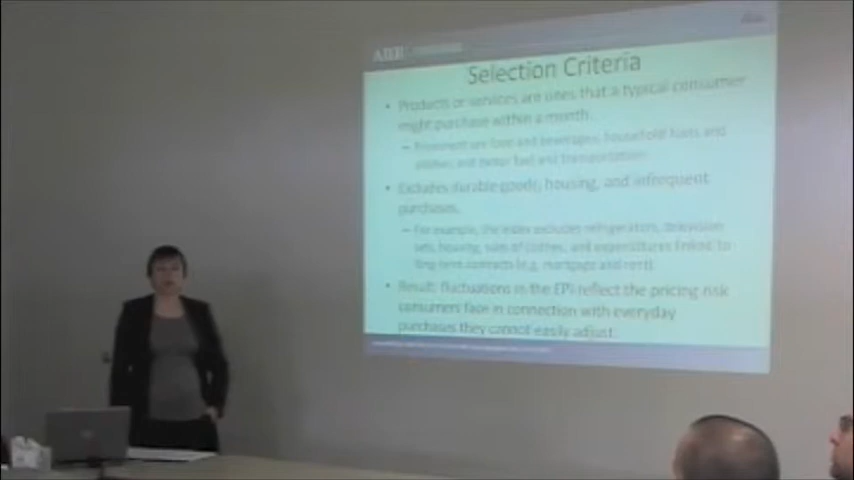 AIER
Selection Criteria
• Products or services are ones that a typical consumer
might purchase within a month.
– Prominent are food and beverages, household fuels and
utilities and motor fuel and transportation.
• Excludes durable goods, housing, and infrequent
purchases.
– For example, the index excludes refrigerators, television
sets, housing, sales of clothes, and expenditures linked to
long term contracts (e.g. mortgage and rent).
• Result: fluctuations in the EPI reflect the pricing risk
consumers face in connection with everyday
purchases they cannot easily adjust.